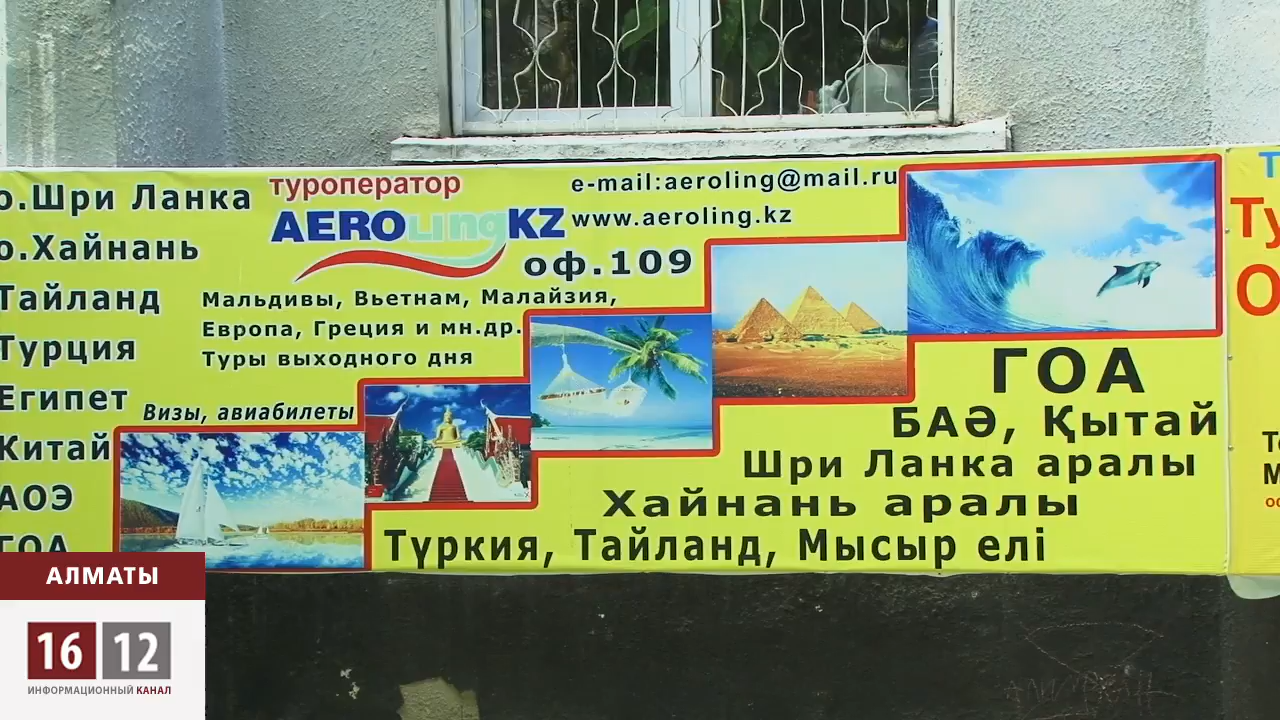 о.Шри Ланка
о.Хайнань
Тайланд
Турция
Египет
Китай
АОЭ
ГОА
туроператор
AEROLingKZ
e-mail:aeroling@mail.ru
www.aeroling.kz
оф.109
Мальдивы, Вьетнам, Малайзия,
Европа, Греция и мн.др.
Туры выходного дня
Визы, авиабилеты
ГОА
БАӘ, Қытай
Шри Ланка аралы
Хайнань аралы
Түркия, Тайланд, Мысыр елі
АЛМАТЫ
16 12
ИНФОРМАЦИОННЫЙ КАНАЛ